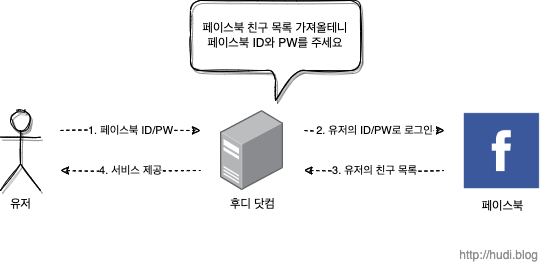 페이스북 친구 목록 가져올테니
페이스북 ID와 PW를 주세요
1. 페이스북 ID/PW
2. 유저의 ID/PW로 로그인
4. 서비스 제공
3. 유저의 친구 목록
f
유저
후디 닷컴
페이스북
http://hudi.blog